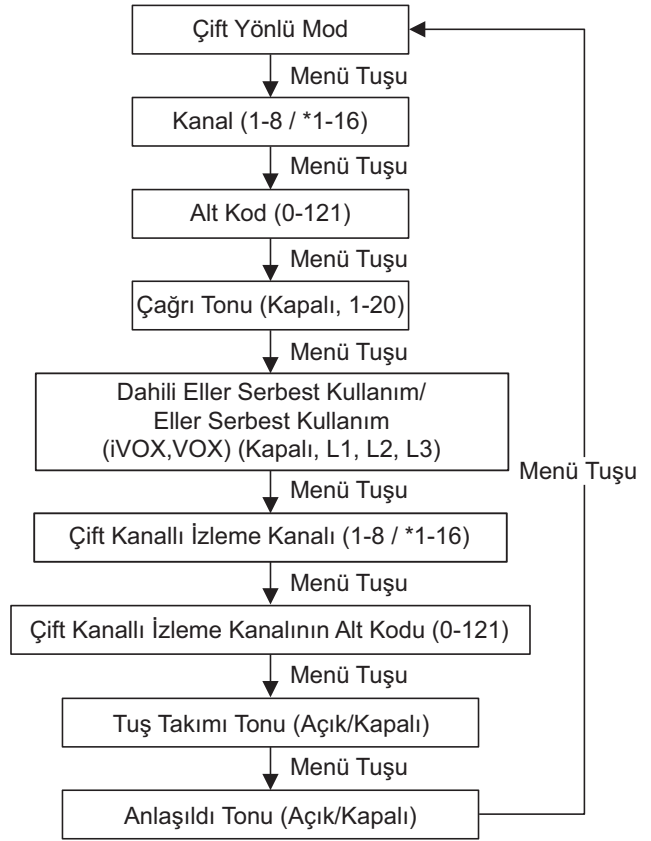 Çift Yönlü Mod
Menü Tuşu
Kanal (1-8 / *1-16)
Menü Tuşu
Alt Kod (0-121)
Menü Tuşu
Çağrı Tonu (Kapalı, 1-20)
Menü Tuşu
Dahili Eller Serbest Kullanım/
Eller Serbest Kullanım
(iVOX,VOX) (Kapalı, L1, L2, L3)
Menü Tuşu
Menü Tuşu
Çift Kanallı İzleme Kanalı (1-8 / *1-16)
Menü Tuşu
Çift Kanallı İzleme Kanalının Alt Kodu (0-121)
Menü Tuşu
Tuş Takımı Tonu (Açık/Kapalı)
Menü Tuşu
Anlaşıldı Tonu (Açık/Kapalı)